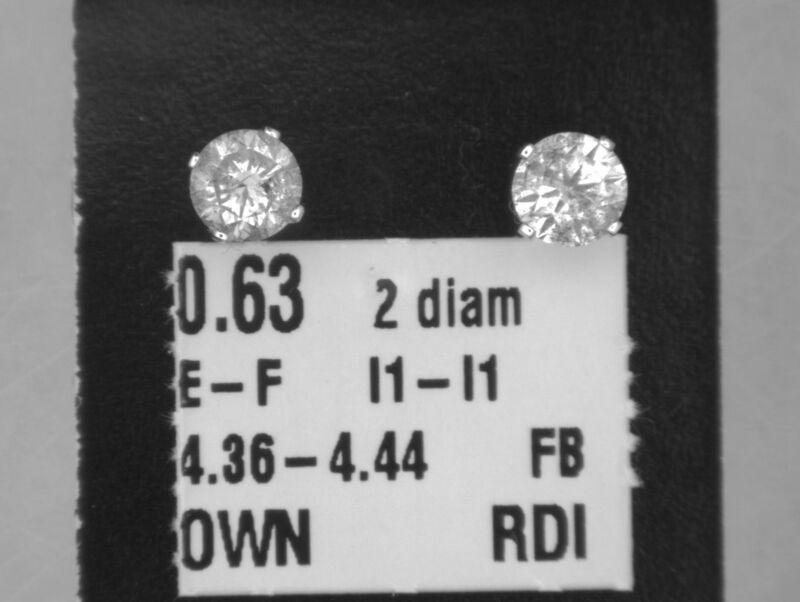 0.63 2 diam
E-F I1-I1
4.36-4.44 FB
OWN RDI